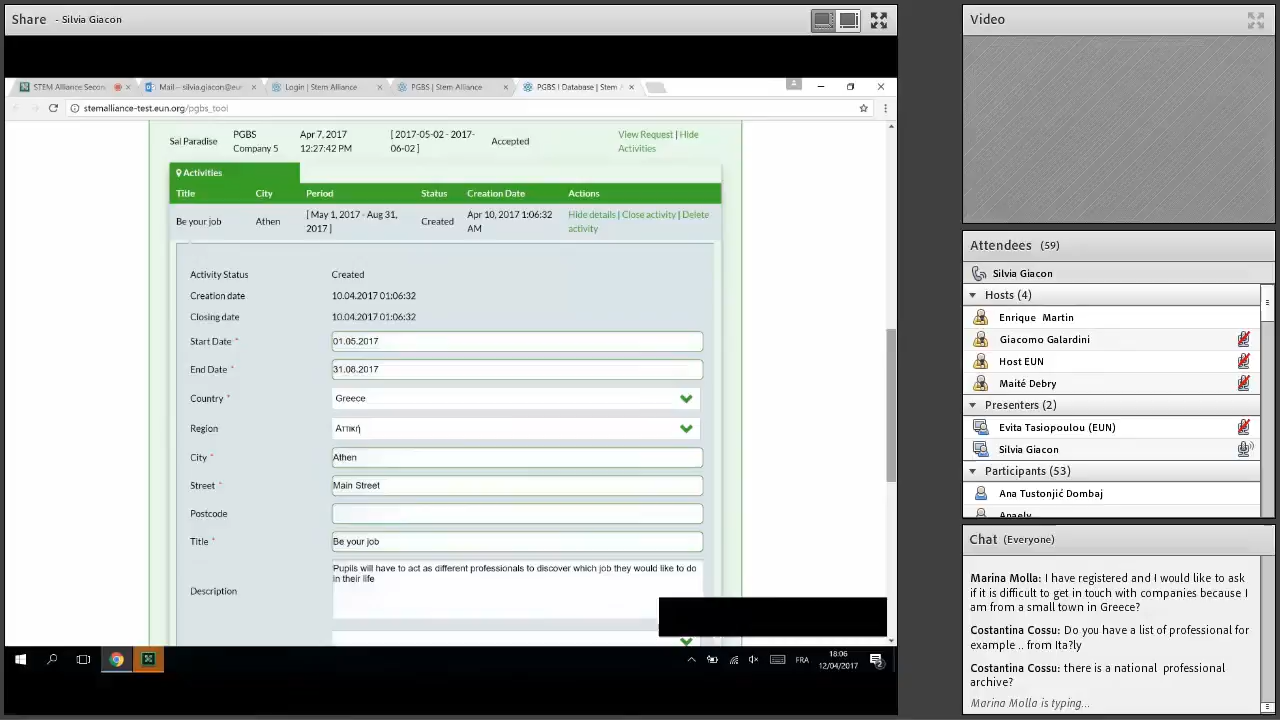 Share - Silvia Giacon
STEM Alliance Secon
Mail – silvia.giacon@eu
Login | Stem Alliance
PGBS | Stem Alliance
PGBS | Database | Stem A
stemalliance-test.eun.org/pgbs_tool
Sal Paradise PGBS Company 5 Apr 7, 2017 12:27:42 PM [ 2017-05-02 - 2017-06-02 ] Accepted View Request | Hide Activities
Activities
Title City Period Status Creation Date Actions
Be your job Athen [ May 1, 2017 - Aug 31, 2017 ] Created Apr 10, 2017 1:06:32 AM Hide details | Close activity | Delete activity
Activity Status Created
Creation date 10.04.2017 01:06:32
Closing date 10.04.2017 01:06:32
Start Date * 01.05.2017
End Date * 31.08.2017
Country * Greece
Region Αττική
City * Athen
Street * Main Street
Postcode
Title * Be your job
Description Pupils will have to act as different professionals to discover which job they would like to do
in their life
FRA
18:06
12/04/2017
2
Video
Attendees (59)
Silvia Giacon
Hosts (4)
Enrique Martin
Giacomo Galardini
Host EUN
Maité Debry
Presenters (2)
Evita Tasiopoulou (EUN)
Silvia Giacon
Participants (53)
Ana Tustonjić Dombaj
Anaely
Chat (Everyone)
Marina Molla: I have registered and I would like to ask
if it is difficult to get in touch with companies because I
am from a small town in Greece?
Costantina Cossu: Do you have a list of professional for
example .. from Ita?ly
Costantina Cossu: there is a national professional
archive?
Marina Molla is typing...